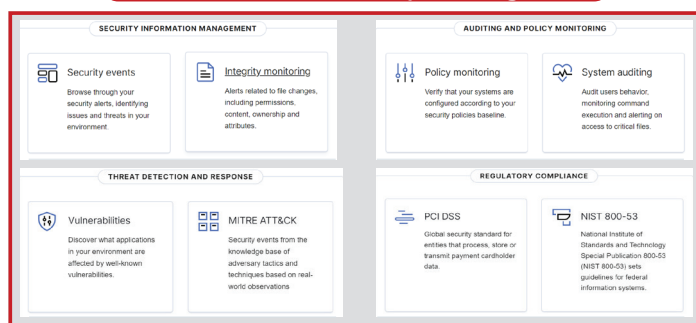 SECURITY INFORMATION MANAGEMENT
Security events
Browse through your
security alerts, identifying
issues and threats in your
environment.
Integrity monitoring
Alerts related to file changes,
including permissions,
content, ownership and
attributes.
AUDITING AND POLICY MONITORING
Policy monitoring
Verify that your systems are
configured according to your
security policies baseline.
System auditing
Audit users behavior,
monitoring command
execution and alerting on
access to critical files.
THREAT DETECTION AND RESPONSE
Vulnerabilities
Discover what applications
in your environment are
affected by well-known
vulnerabilities.
MITRE ATT&CK
Security events from the
knowledge base of
adversary tactics and
techniques based on real-
world observations
REGULATORY COMPLIANCE
PCI DSS
Global security standard for
entities that process, store or
transmit payment cardholder
data.
NIST 800-53
National Institute of
Standards and Technology
Special Publication 800-53
(NIST 800-53) sets
guidelines for federal
information systems.